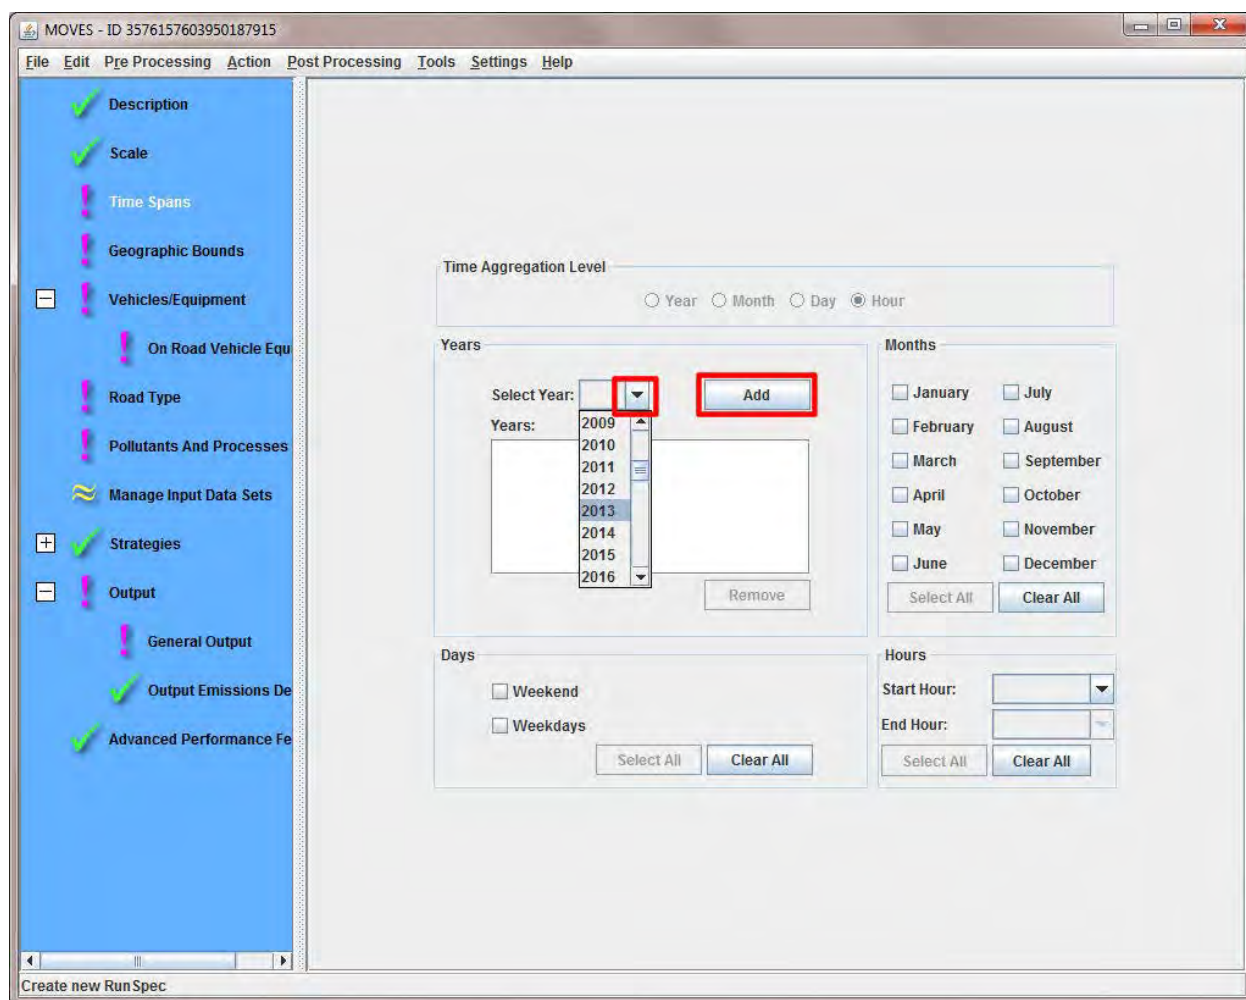 MOVES - ID 3576157603950187915
File Edit Pre Processing Action Post Processing Tools Settings Help
Description
Scale
Time Spans
Geographic Bounds
Vehicles/Equipment
On Road Vehicle Equ
Road Type
Pollutants And Processes
Manage Input Data Sets
Strategies
Output
General Output
Output Emissions De
Advanced Performance Fe
Time Aggregation Level
Year Month Day Hour
Years
Select Year: Add
Years:
2009
2010
2011
2012
2013
2014
2015
2016
Remove
Months
January July
February August
March September
April October
May November
June December
Select All Clear All
Days
Weekend
Weekdays
Select All Clear All
Hours
Start Hour:
End Hour:
Select All Clear All
Create new RunSpec